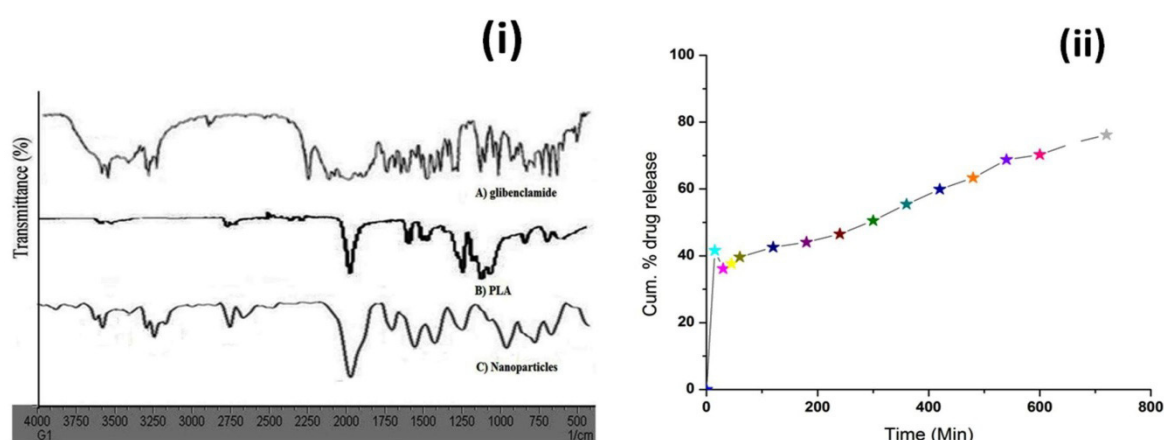 (i)
Transmittance (%)
A) glibenclamide
B) PLA
C) Nanoparticles
4000 3750 3500 3250 3000 2750 2500 2250 2000 1750 1500 1250 1000 750 500
G1 1/cm
(ii)
Cum. % drug release
100
80
60
40
20
0
0 200 400 600 800
Time (Min)